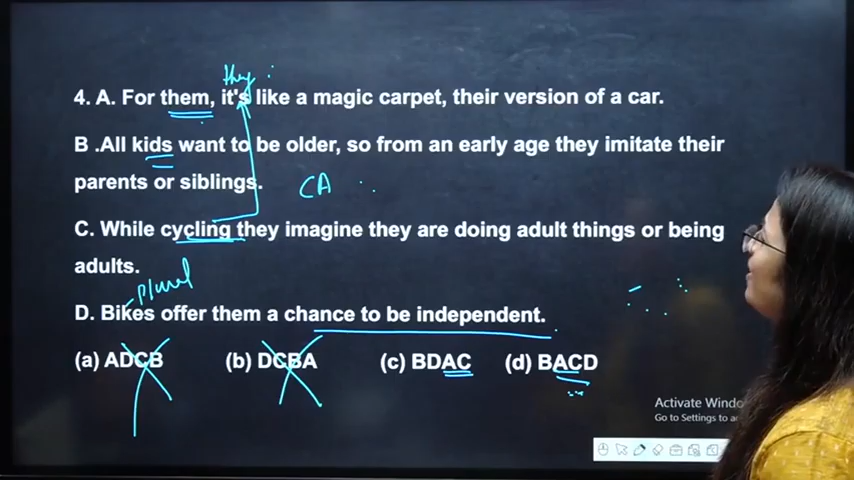 they :
4. A. For them, it's like a magic carpet, their version of a car.
B .All kids want to be older, so from an early age they imitate their
parents or siblings. CA
C. While cycling they imagine they are doing adult things or being
adults.
plural
D. Bikes offer them a chance to be independent.
(a) ADCB (b) DCBA (c) BDAC (d) BACD
Activate Windo
Go to Settings to a